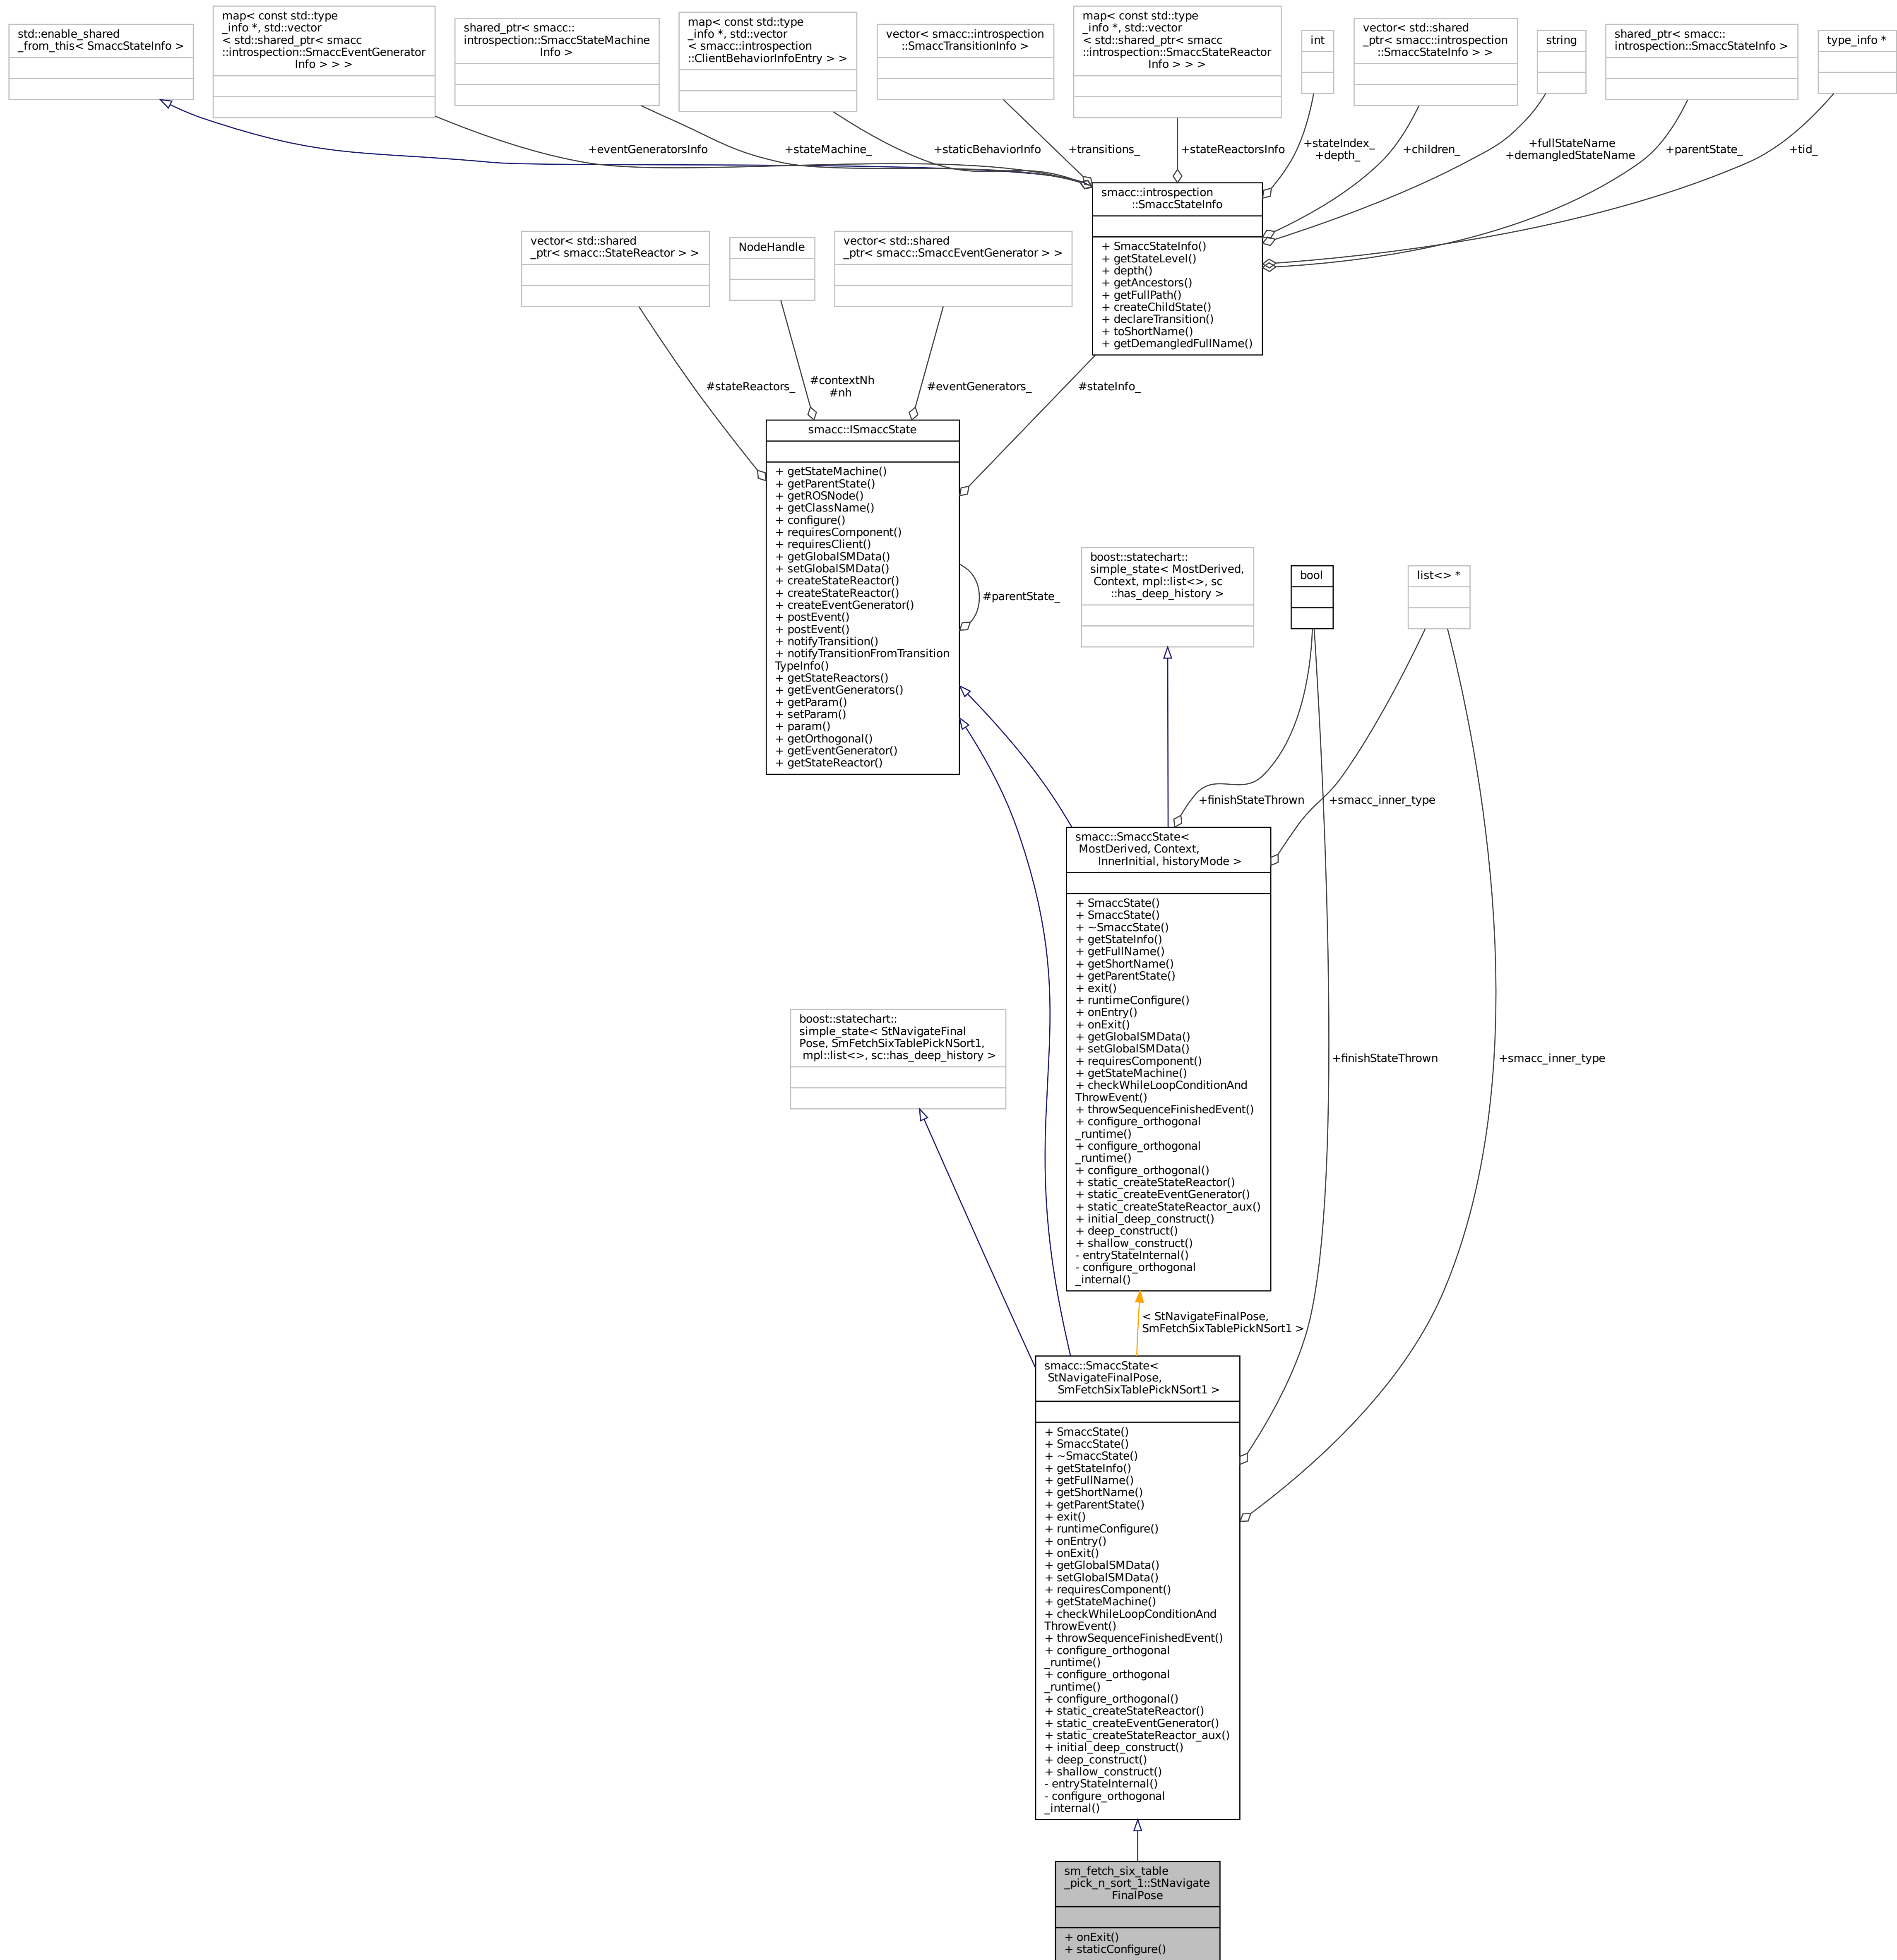 std::enable_shared
_from_this< SmaccStateInfo >
map< const std::type
_info *, std::vector
< std::shared_ptr< smacc
::introspection::SmaccEventGenerator
Info > > >
shared_ptr< smacc::
introspection::SmaccStateMachine
Info >
map< const std::type
_info *, std::vector
< smacc::introspection
::ClientBehaviorInfoEntry > >
vector< smacc::introspection
::SmaccTransitionInfo >
map< const std::type
_info *, std::vector
< std::shared_ptr< smacc
::introspection::SmaccStateReactor
Info > > >
int
vector< std::shared
_ptr< smacc::introspection
::SmaccStateInfo > >
string
shared_ptr< smacc::
introspection::SmaccStateInfo >
type_info *
+eventGeneratorsInfo
+stateMachine_
+staticBehaviorInfo
+transitions_
+stateReactorsInfo
+stateIndex_
+depth_
+children_
+fullStateName
+demangledStateName
+parentState_
+tid_
smacc::introspection
::SmaccStateInfo
+ SmaccStateInfo()
+ getStateLevel()
+ depth()
+ getAncestors()
+ getFullPath()
+ createChildState()
+ declareTransition()
+ toShortName()
+ getDemangledFullName()
vector< std::shared
_ptr< smacc::StateReactor > >
NodeHandle
vector< std::shared
_ptr< smacc::SmaccEventGenerator > >
#stateReactors_
#contextNh
#nh
#eventGenerators_
#stateInfo_
smacc::ISmaccState
+ getStateMachine()
+ getParentState()
+ getROSNode()
+ getClassName()
+ configure()
+ requiresComponent()
+ requiresClient()
+ getGlobalSMData()
+ setGlobalSMData()
+ createStateReactor()
+ createStateReactor()
+ createEventGenerator()
+ postEvent()
+ postEvent()
+ notifyTransition()
+ notifyTransitionFromTransition
TypeInfo()
+ getStateReactors()
+ getEventGenerators()
+ getParam()
+ setParam()
+ param()
+ getOrthogonal()
+ getEventGenerator()
+ getStateReactor()
#parentState_
boost::statechart::
simple_state< MostDerived,
Context, mpl::list<>, sc
::has_deep_history >
bool
list<> *
+finishStateThrown
+smacc_inner_type
smacc::SmaccState<
MostDerived, Context,
InnerInitial, historyMode >
+ SmaccState()
+ SmaccState()
+ ~SmaccState()
+ getStateInfo()
+ getFullName()
+ getShortName()
+ getParentState()
+ exit()
+ runtimeConfigure()
+ onEntry()
+ onExit()
+ getGlobalSMData()
+ setGlobalSMData()
+ requiresComponent()
+ getStateMachine()
+ checkWhileLoopConditionAnd
ThrowEvent()
+ throwSequenceFinishedEvent()
+ configure_orthogonal
_runtime()
+ configure_orthogonal
_runtime()
+ configure_orthogonal()
+ static_createStateReactor()
+ static_createEventGenerator()
+ static_createStateReactor_aux()
+ initial_deep_construct()
+ deep_construct()
+ shallow_construct()
- entryStateInternal()
- configure_orthogonal
_internal()
boost::statechart::
simple_state< StNavigateFinal
Pose, SmFetchSixTablePickNSort1,
mpl::list<>, sc::has_deep_history >
+finishStateThrown
+smacc_inner_type
< StNavigateFinalPose,
SmFetchSixTablePickNSort1 >
smacc::SmaccState<
StNavigateFinalPose,
SmFetchSixTablePickNSort1 >
+ SmaccState()
+ SmaccState()
+ ~SmaccState()
+ getStateInfo()
+ getFullName()
+ getShortName()
+ getParentState()
+ exit()
+ runtimeConfigure()
+ onEntry()
+ onExit()
+ getGlobalSMData()
+ setGlobalSMData()
+ requiresComponent()
+ getStateMachine()
+ checkWhileLoopConditionAnd
ThrowEvent()
+ throwSequenceFinishedEvent()
+ configure_orthogonal
_runtime()
+ configure_orthogonal
_runtime()
+ configure_orthogonal()
+ static_createStateReactor()
+ static_createEventGenerator()
+ static_createStateReactor_aux()
+ initial_deep_construct()
+ deep_construct()
+ shallow_construct()
- entryStateInternal()
- configure_orthogonal
_internal()
sm_fetch_six_table
_pick_n_sort_1::StNavigate
FinalPose
+ onExit()
+ staticConfigure()